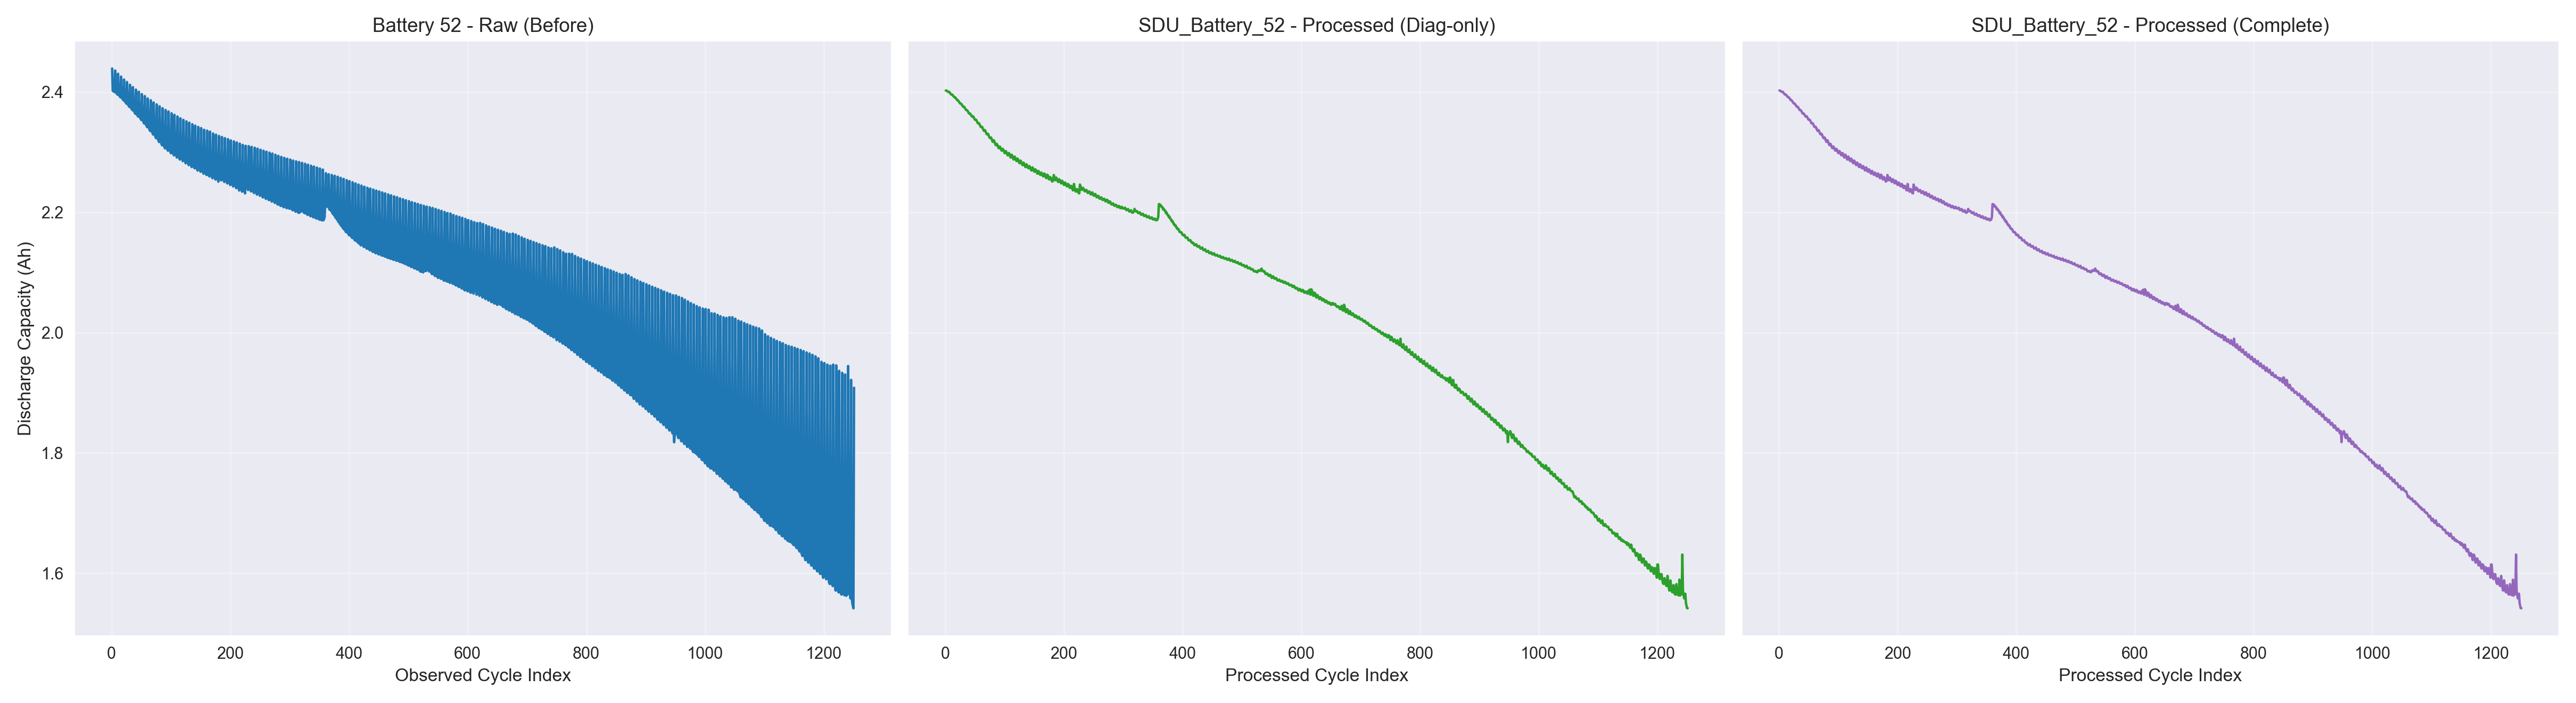 Battery 52 - Raw (Before)
SDU_Battery_52 - Processed (Diag-only)
SDU_Battery_52 - Processed (Complete)
Discharge Capacity (Ah)
2.4
2.2
2.0
1.8
1.6
0 200 400 600 800 1000 1200
0 200 400 600 800 1000 1200
0 200 400 600 800 1000 1200
Observed Cycle Index
Processed Cycle Index
Processed Cycle Index